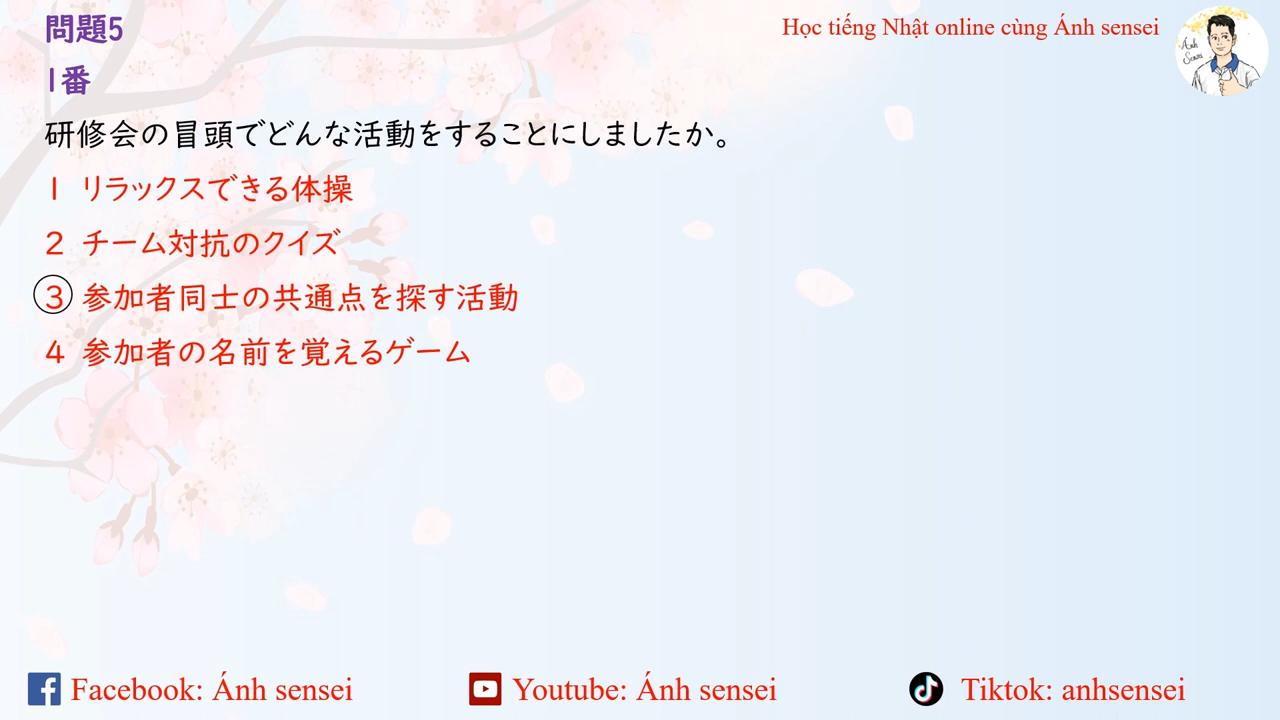 問題5
Học tiếng Nhật online cùng Ánh sensei
Ánh
Sensei
1番
研修会の冒頭でどんな活動をすることにしましたか。
1 リラックスできる体操
2 チーム対抗のクイズ
3 参加者同士の共通点を探す活動
4 参加者の名前を覚えるゲーム
Facebook: Ánh sensei
Youtube: Ánh sensei
Tiktok: anhsensei